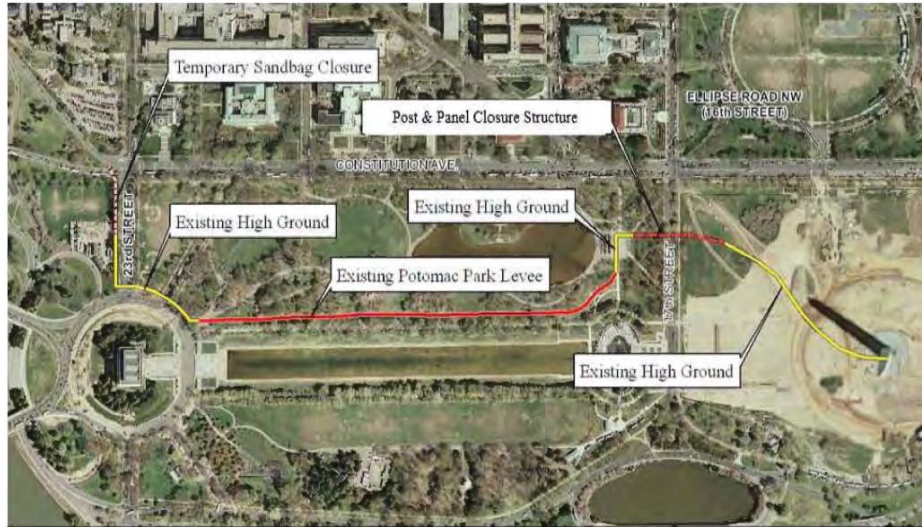 Temporary Sandbag Closure
Post & Panel Closure Structure
ELLIPSE ROAD NW
(16th STREET)
CONSTITUTION AVE.
Existing High Ground
Existing High Ground
23rd STREET
Existing Potomac Park Levee
17th STREET
Existing High Ground